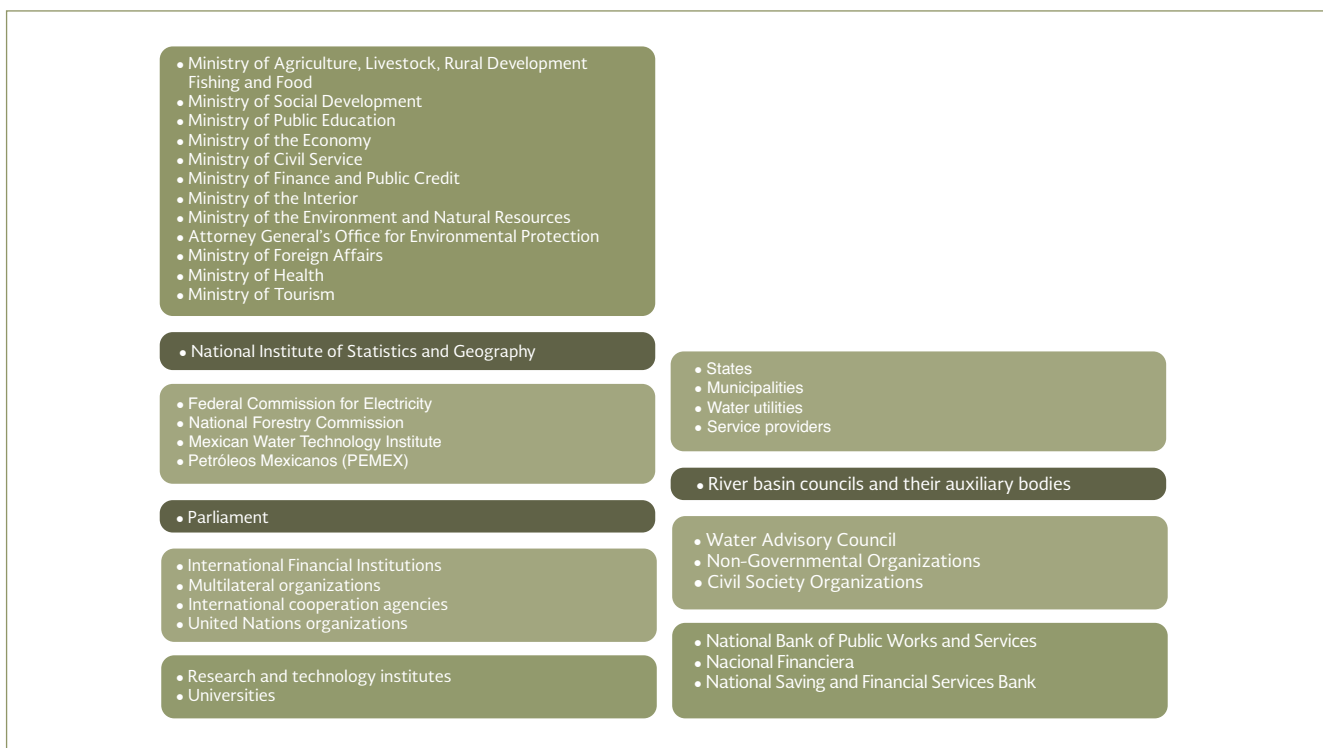 • Ministry of Agriculture, Livestock, Rural Development
Fishing and Food
• Ministry of Social Development
• Ministry of Public Education
• Ministry of the Economy
• Ministry of Civil Service
• Ministry of Finance and Public Credit
• Ministry of the Interior
• Ministry of the Environment and Natural Resources
• Attorney General's Office for Environmental Protection
• Ministry of Foreign Affairs
• Ministry of Health
• Ministry of Tourism
• National Institute of Statistics and Geography
• Federal Commission for Electricity
• National Forestry Commission
• Mexican Water Technology Institute
• Petróleos Mexicanos (PEMEX)
• Parliament
• International Financial Institutions
• Multilateral organizations
• International cooperation agencies
• United Nations organizations
• Research and technology institutes
• Universities
• States
• Municipalities
• Water utilities
• Service providers
• River basin councils and their auxiliary bodies
• Water Advisory Council
• Non-Governmental Organizations
• Civil Society Organizations
• National Bank of Public Works and Services
• Nacional Financiera
• National Saving and Financial Services Bank